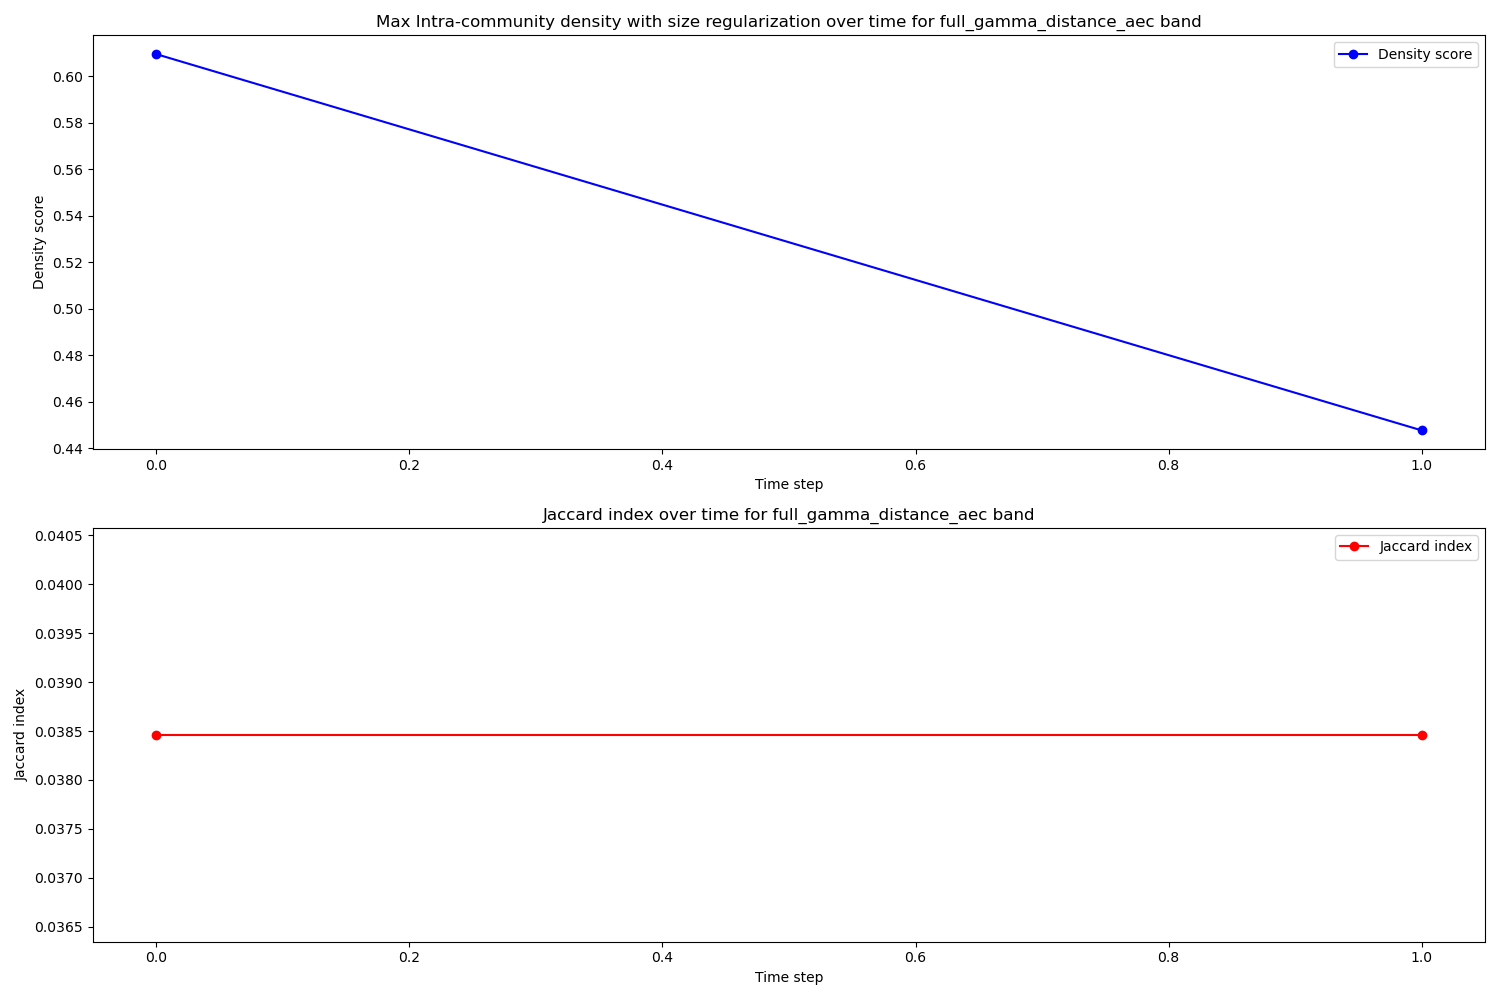 Max Intra-community density with size regularization over time for full_gamma_distance_aec band
Density score
0.60
0.58
0.56
0.54
0.52
0.50
0.48
0.46
0.44
Density score
0.0 0.2 0.4 0.6 0.8 1.0
Time step
Jaccard index over time for full_gamma_distance_aec band
Jaccard index
0.0405
0.0400
0.0395
0.0390
0.0385
0.0380
0.0375
0.0370
0.0365
Jaccard index
0.0 0.2 0.4 0.6 0.8 1.0
Time step